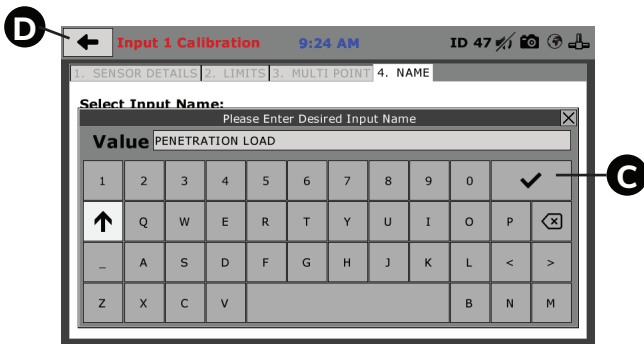 D
Input 1 Calibration 9:24 AM ID 47
1. SENSOR DETAILS 2. LIMITS 3. MULTI POINT 4. NAME
Select Input Name:
Please Enter Desired Input Name
Value PENETRATION LOAD
1 2 3 4 5 6 7 8 9 0
C
Q W E R T Y U I O P
_ A S D F G H J K L < >
Z X C V B N M